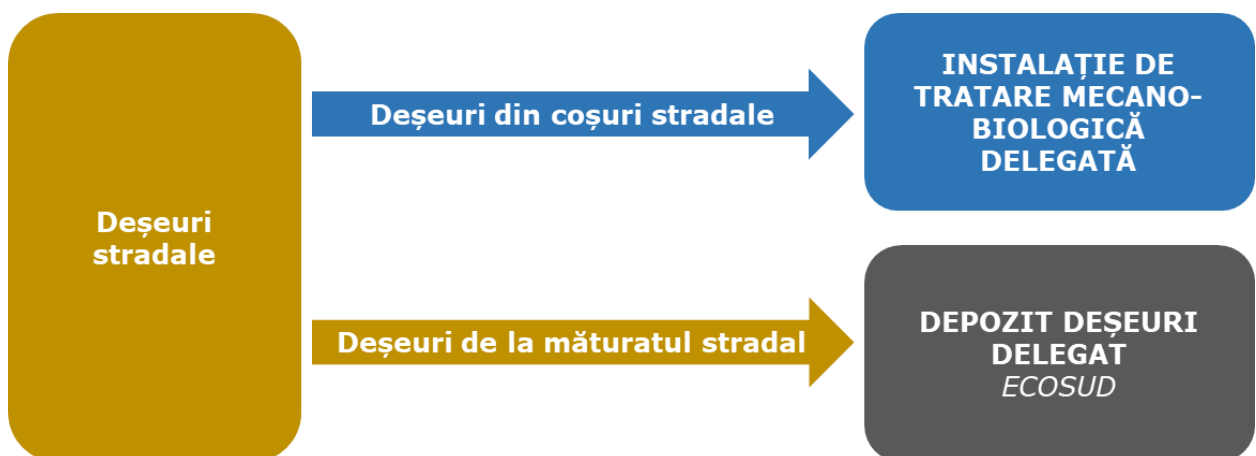 Deșeuri
stradale
Deșeuri din coșuri stradale
INSTALAȚIE DE
TRATARE MECANO-
BIOLOGICĂ
DELEGATĂ
Deșeuri de la măturatul stradal
DEPOZIT DEȘEURI
DELEGAT
ECOSUD